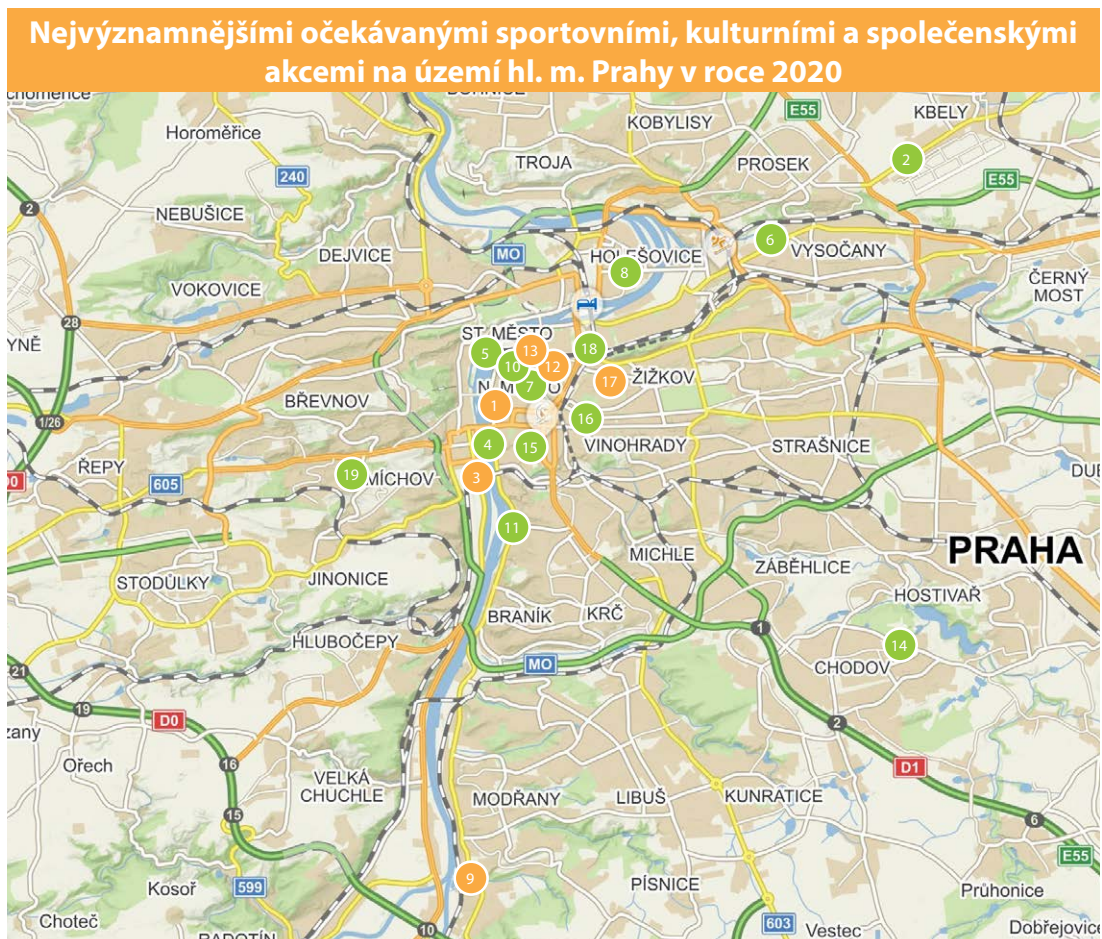 Nejvýznamnějšími očekávanými sportovními, kulturními a společenskými
akcemi na území hl. m. Prahy v roce 2020
KOBYLISY
E55
KBELY
Horoměřice
TROJA
PROSEK
2
240
E55
2
NEBUŠICE
DEJVICE
MO
HOLEŠOVICE
6
VYSOČANY
8
VOKOVICE
ČERNÝ
MOST
28
YNĚ
ST. MĚSTO
5
13
18
10
12
7
17
ŽIŽKOV
BŘEVNOV
1
1/26
16
4
15
VINOHRADY
STRAŠNICE
ŘEPY
605
19
MÍCHOV
3
11
MICHLE
PRAHA
STODŮLKY
JINONICE
ZÁBĚHLICE
HOSTIVAŘ
BRANÍK
KRČ
1
HLUBOČEPY
14
MO
CHODOV
21
19
D0
2
zany
Ořech
16
D1
VELKÁ
CHUCHLE
MODŘANY
LIBUŠ
KUNRATICE
15
6
E55
9
Kosoř
599
PÍSNICE
Průhonice
Choteč
RADOTÍN
10
603
Vestec
Dobřejovice